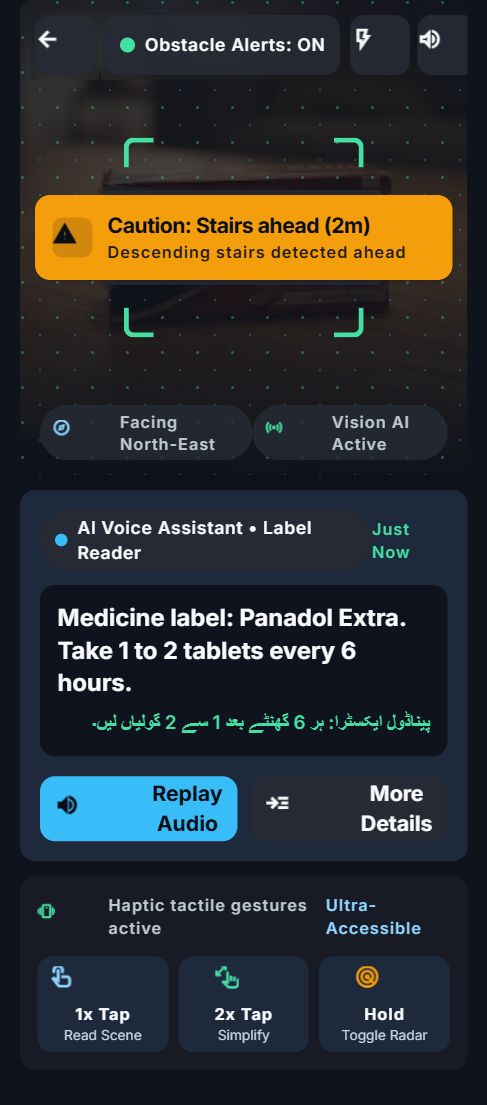 Obstacle Alerts: ON
Caution: Stairs ahead (2m)
Descending stairs detected ahead
Facing
North-East
Vision AI
Active
AI Voice Assistant • Label
Reader
Just
Now
Medicine label: Panadol Extra.
Take 1 to 2 tablets every 6
hours.
پیناڈول ایکسٹرا: ہر 6 گھنٹے بعد 1 سے 2 گولیاں لیں۔
Replay
Audio
More
Details
Haptic tactile gestures
active
Ultra-
Accessible
1x Tap
Read Scene
2x Tap
Simplify
Hold
Toggle Radar